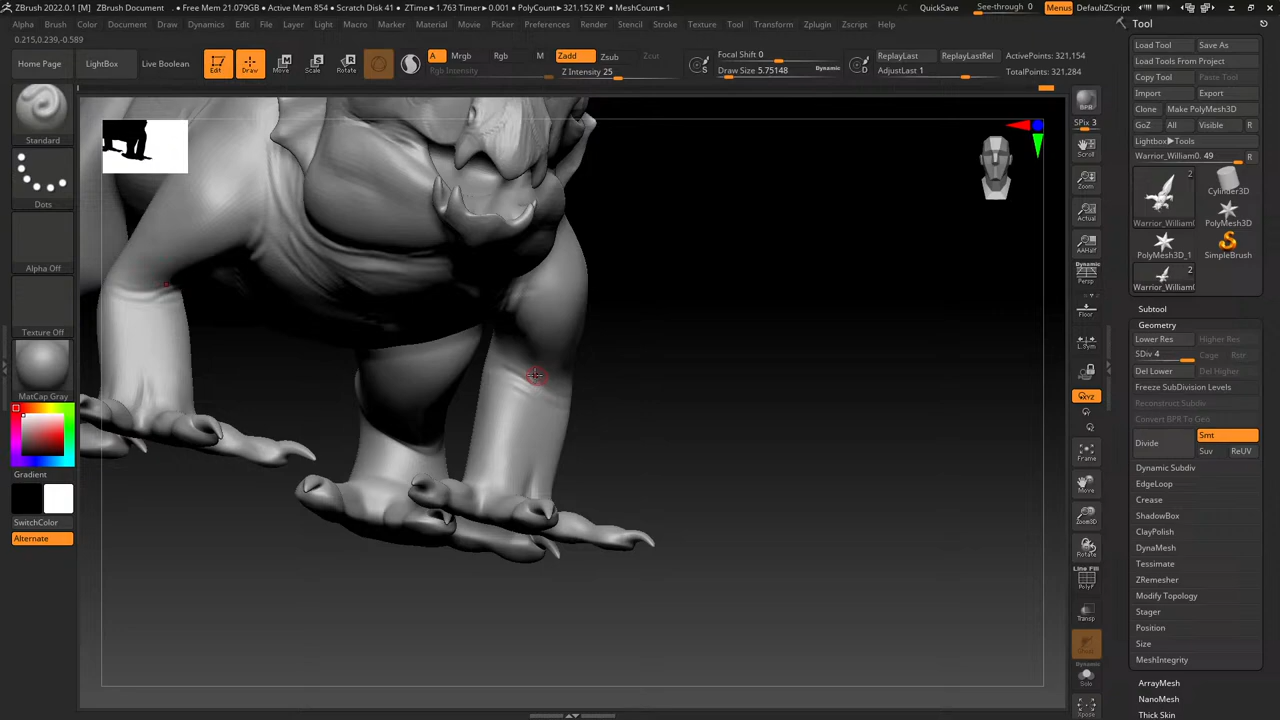 ZBrush 2022.0.1 [M] ZBrush Document . • Free Mem 21.079GB • Active Mem 854 • Scratch Disk 41 • ZTime▸1.763 Timer▸0.001 • PolyCount▸321.152 KP • MeshCount▸1 AC QuickSave See-through 0 Menus DefaultZScript
Alpha Brush Color Document Draw Dynamics Edit File Layer Light Macro Marker Material Movie Picker Preferences Render Stencil Stroke Texture Tool Transform Zplugin Zscript Help
0.215,0.239,-0.589
Home Page LightBox Live Boolean
Edit Draw Move Scale Rotate
A Mrgb Rgb M Zadd Zsub Zcut
Rgb Intensity Z Intensity 25
Focal Shift 0
Draw Size 5.75148 Dynamic
S D
ReplayLast ReplayLastRel
AdjustLast 1
ActivePoints: 321,154
TotalPoints: 321,284
Standard
Dots
Alpha Off
Texture Off
MatCap Gray
Gradient
SwitchColor
Alternate
BPR
SPix 3
Scroll
Zoom
Actual
AAHalf
Dynamic
Persp
Floor
L.Sym
XYZ
Frame
Move
Zoom3D
Rotate
Line Fill
PolyF
Transp
Ghost
Dynamic
Solo
Xpose
Tool
Load Tool Save As
Load Tools From Project
Copy Tool Paste Tool
Import Export
Clone Make PolyMesh3D
GoZ All Visible R
Lightbox▸Tools
Warrior_William0. 49 R
2
Cylinder3D
Warrior_William( PolyMesh3D
PolyMesh3D_1 SimpleBrush
2
Warrior_William(
Subtool
Geometry
Lower Res Higher Res
SDiv 4 Cage Rstr
Del Lower Del Higher
Freeze SubDivision Levels
Reconstruct Subdiv
Convert BPR To Geo
Divide Smt
Suv ReUV
Dynamic Subdiv
EdgeLoop
Crease
ShadowBox
ClayPolish
DynaMesh
Tessimate
ZRemesher
Modify Topology
Stager
Position
Size
MeshIntegrity
ArrayMesh
NanoMesh
Thick Skin